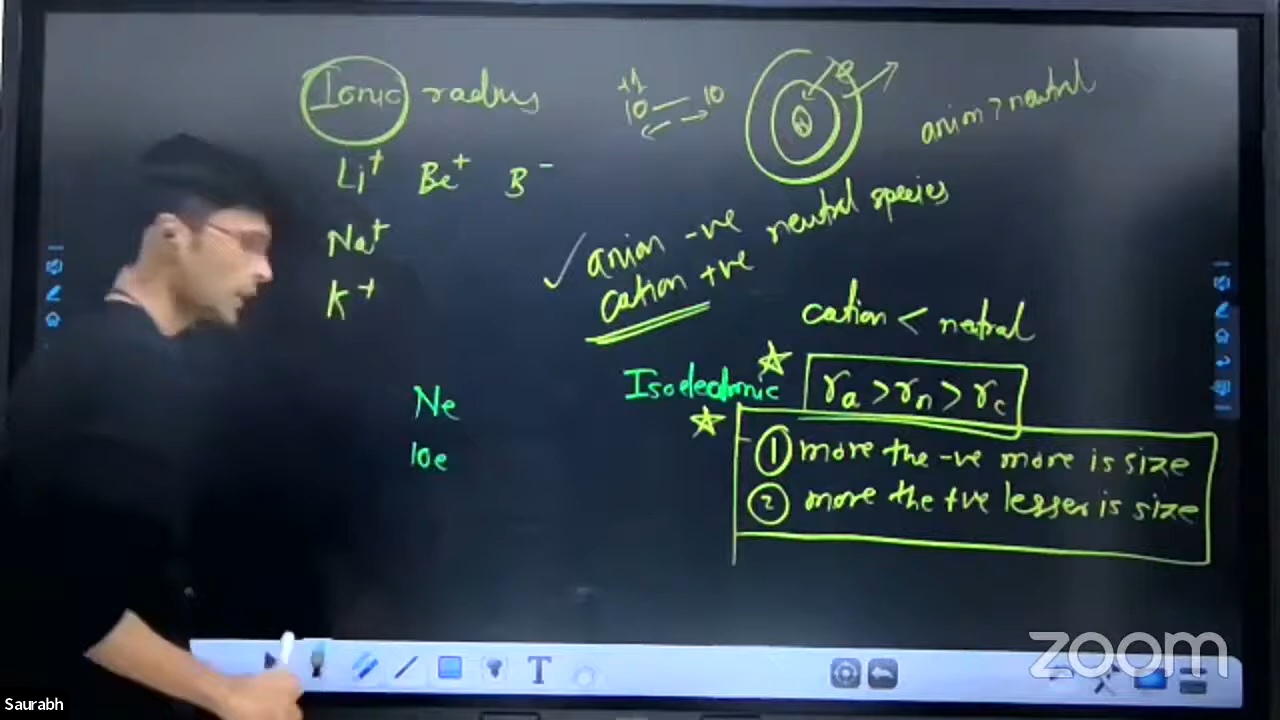 Ionic radius
+1
10 10
e
N
anion > neutral
Li+ Be+ B-
Na+
K+
anion -ve neutral species
cation +ve
cation < neutral
Isoelectronic ra > rn > rc
Ne
10e
1 more the -ve more is size
2 more the +ve lesser is size
T
zoom
Saurabh